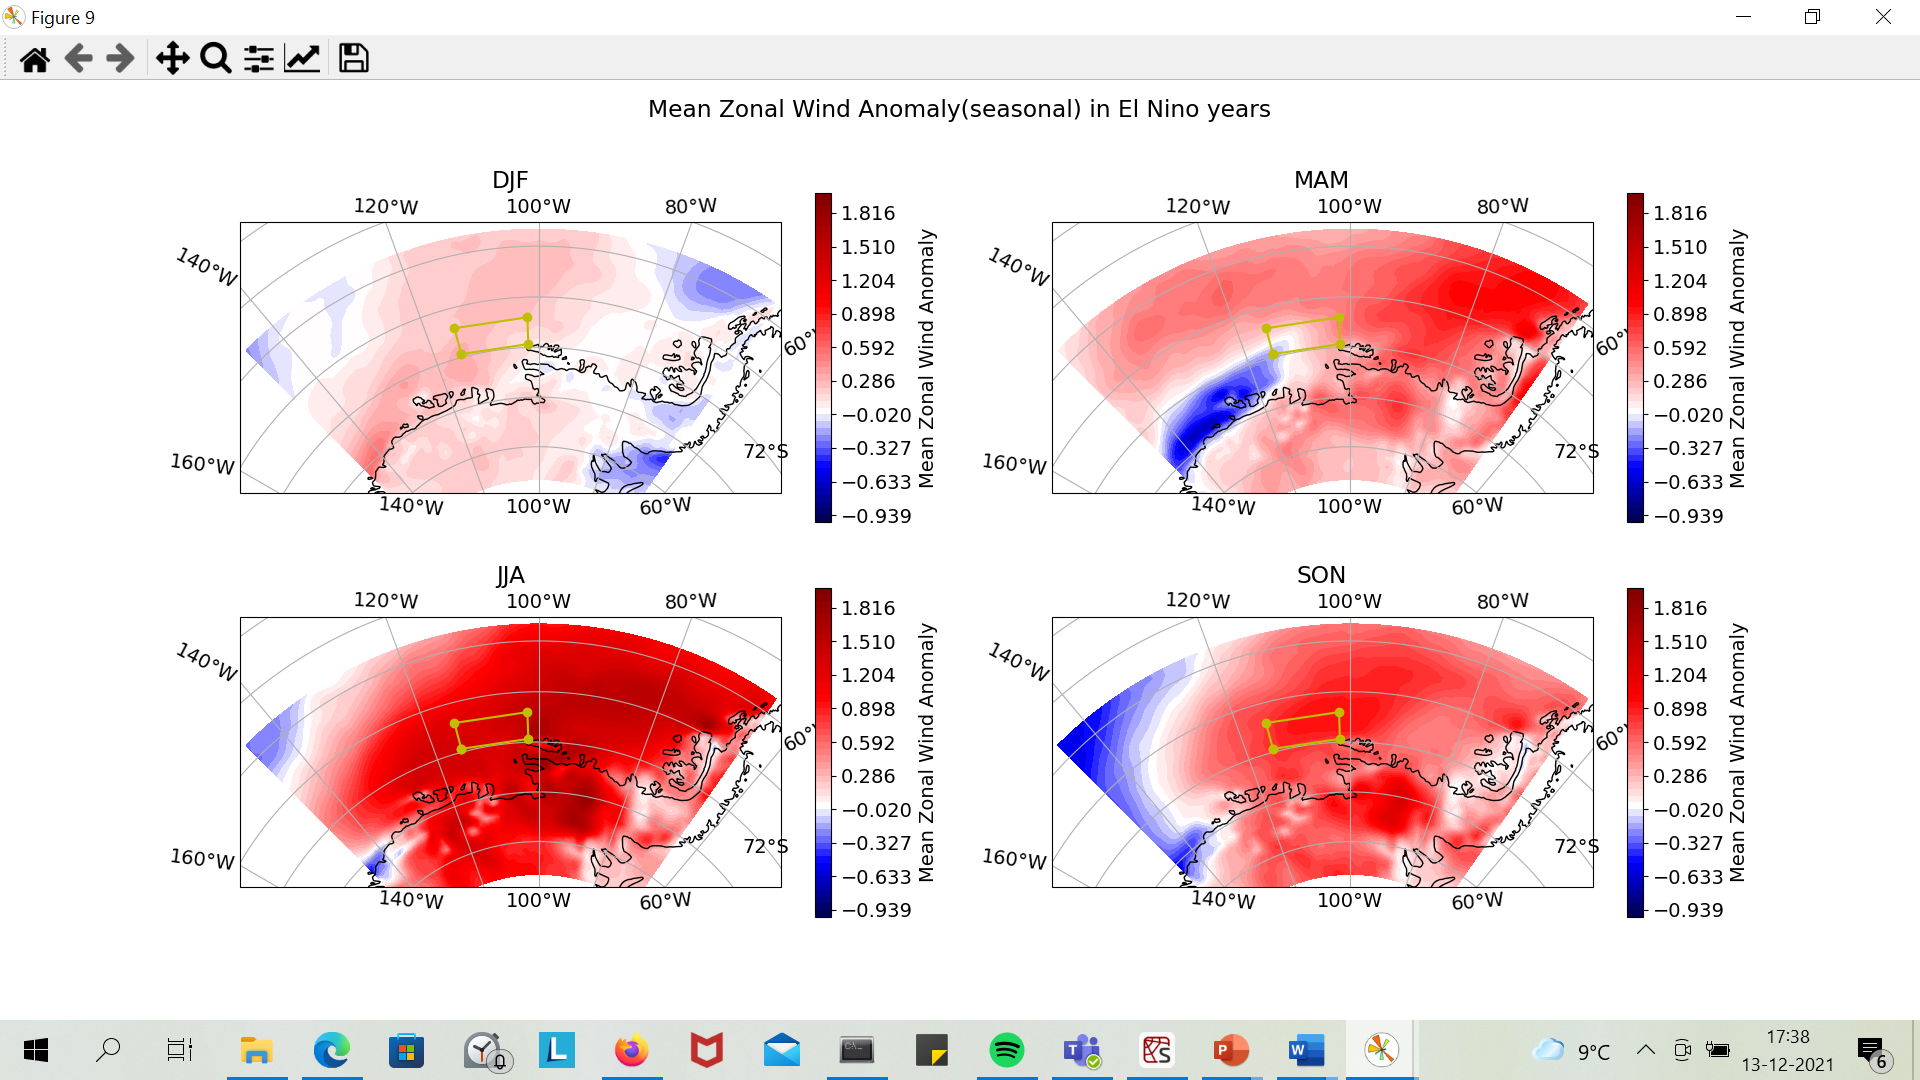 Figure 9
Mean Zonal Wind Anomaly(seasonal) in El Nino years
DJF
120°W 100°W 80°W
140°W
160°W
60°
72°S
140°W 100°W 60°W
1.816
1.510
1.204
0.898
0.592
0.286
−0.020
−0.327
−0.633
−0.939
Mean Zonal Wind Anomaly
MAM
120°W 100°W 80°W
140°W
160°W
60°
72°S
140°W 100°W 60°W
1.816
1.510
1.204
0.898
0.592
0.286
−0.020
−0.327
−0.633
−0.939
Mean Zonal Wind Anomaly
JJA
120°W 100°W 80°W
140°W
160°W
60°
72°S
140°W 100°W 60°W
1.816
1.510
1.204
0.898
0.592
0.286
−0.020
−0.327
−0.633
−0.939
Mean Zonal Wind Anomaly
SON
120°W 100°W 80°W
140°W
160°W
60°
72°S
140°W 100°W 60°W
1.816
1.510
1.204
0.898
0.592
0.286
−0.020
−0.327
−0.633
−0.939
Mean Zonal Wind Anomaly
L
T
P
W
9°C
17:38
13-12-2021
6